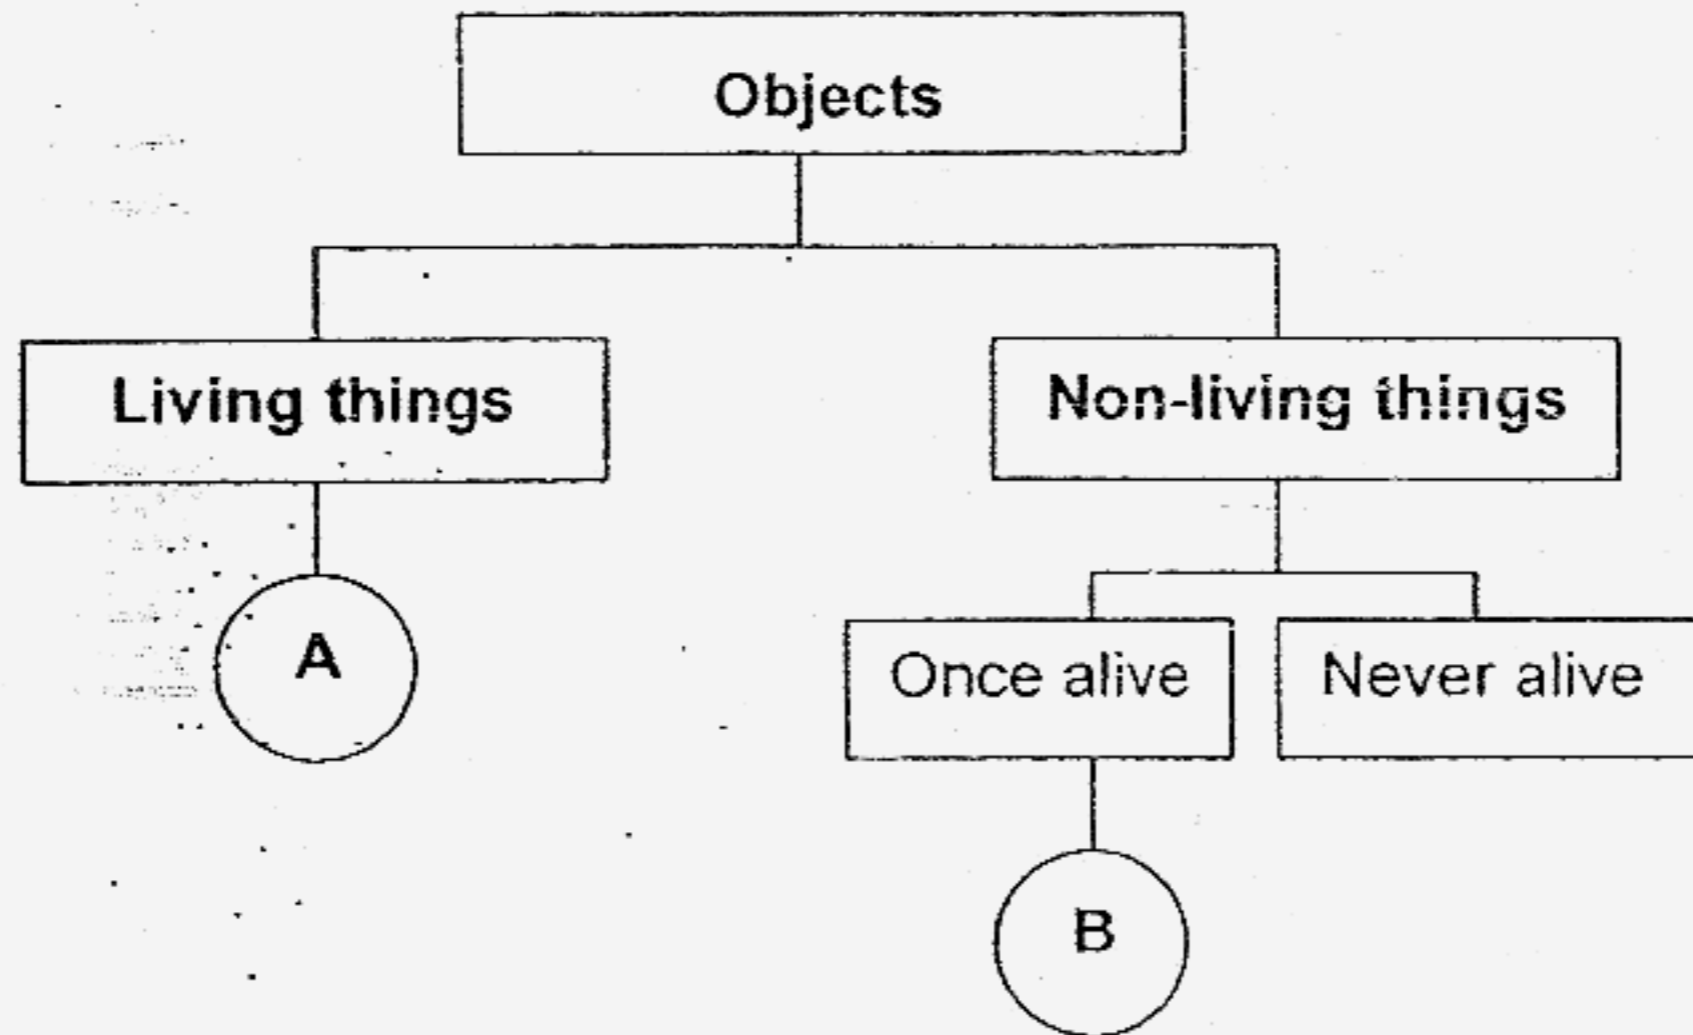 Objects
Living things
Non-living things
A
Once alive
Never alive
B